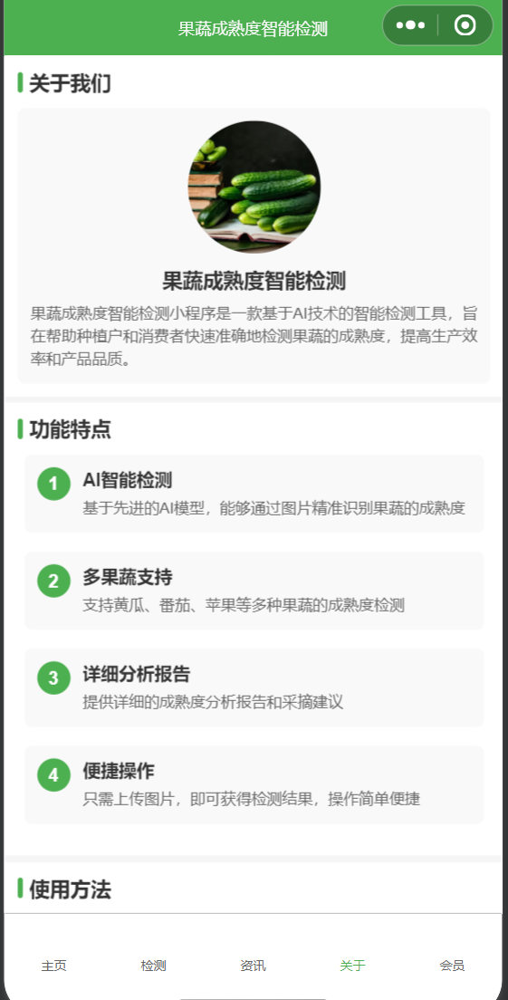 果蔬成熟度智能检测
关于我们
果蔬成熟度智能检测
果蔬成熟度智能检测小程序是一款基于AI技术的智能检测工具，旨
在帮助种植户和消费者快速准确地检测果蔬的成熟度，提高生产效
率和产品品质。
功能特点
1
AI智能检测
基于先进的AI模型，能够通过图片精准识别果蔬的成熟度
2
多果蔬支持
支持黄瓜、番茄、苹果等多种果蔬的成熟度检测
3
详细分析报告
提供详细的成熟度分析报告和采摘建议
4
便捷操作
只需上传图片，即可获得检测结果，操作简单便捷
使用方法
主页 检测 资讯 关于 会员